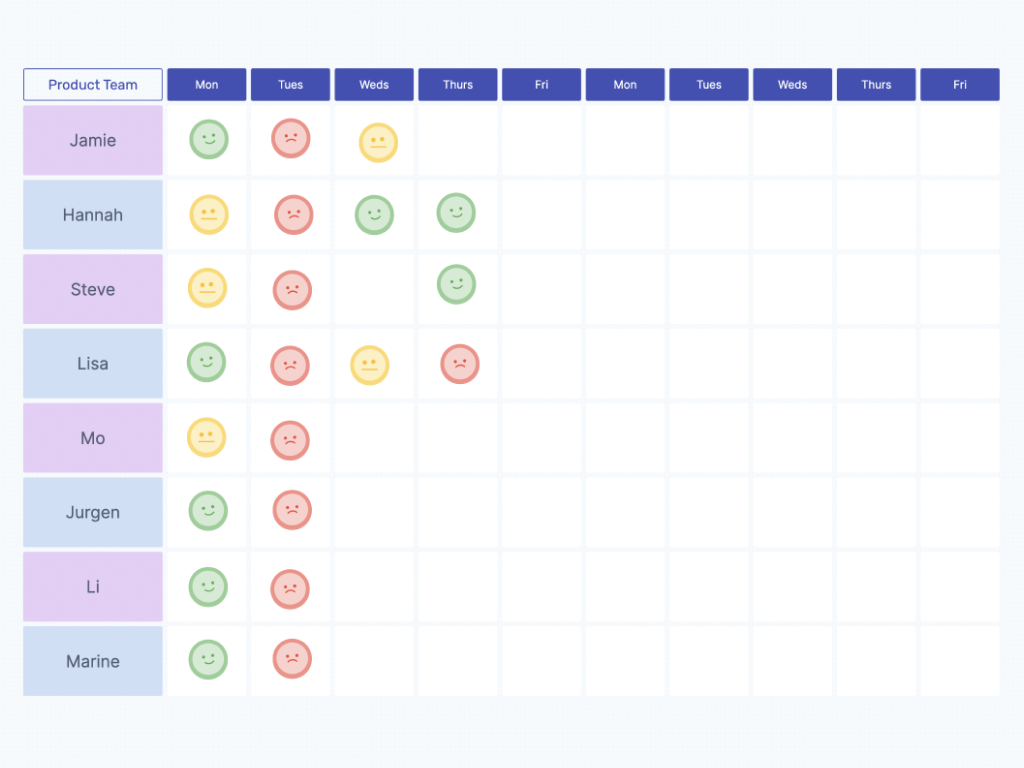 Product Team Mon Tues Weds Thurs Fri Mon Tues Weds Thurs Fri
Jamie
Hannah
Steve
Lisa
Mo
Jurgen
Li
Marine